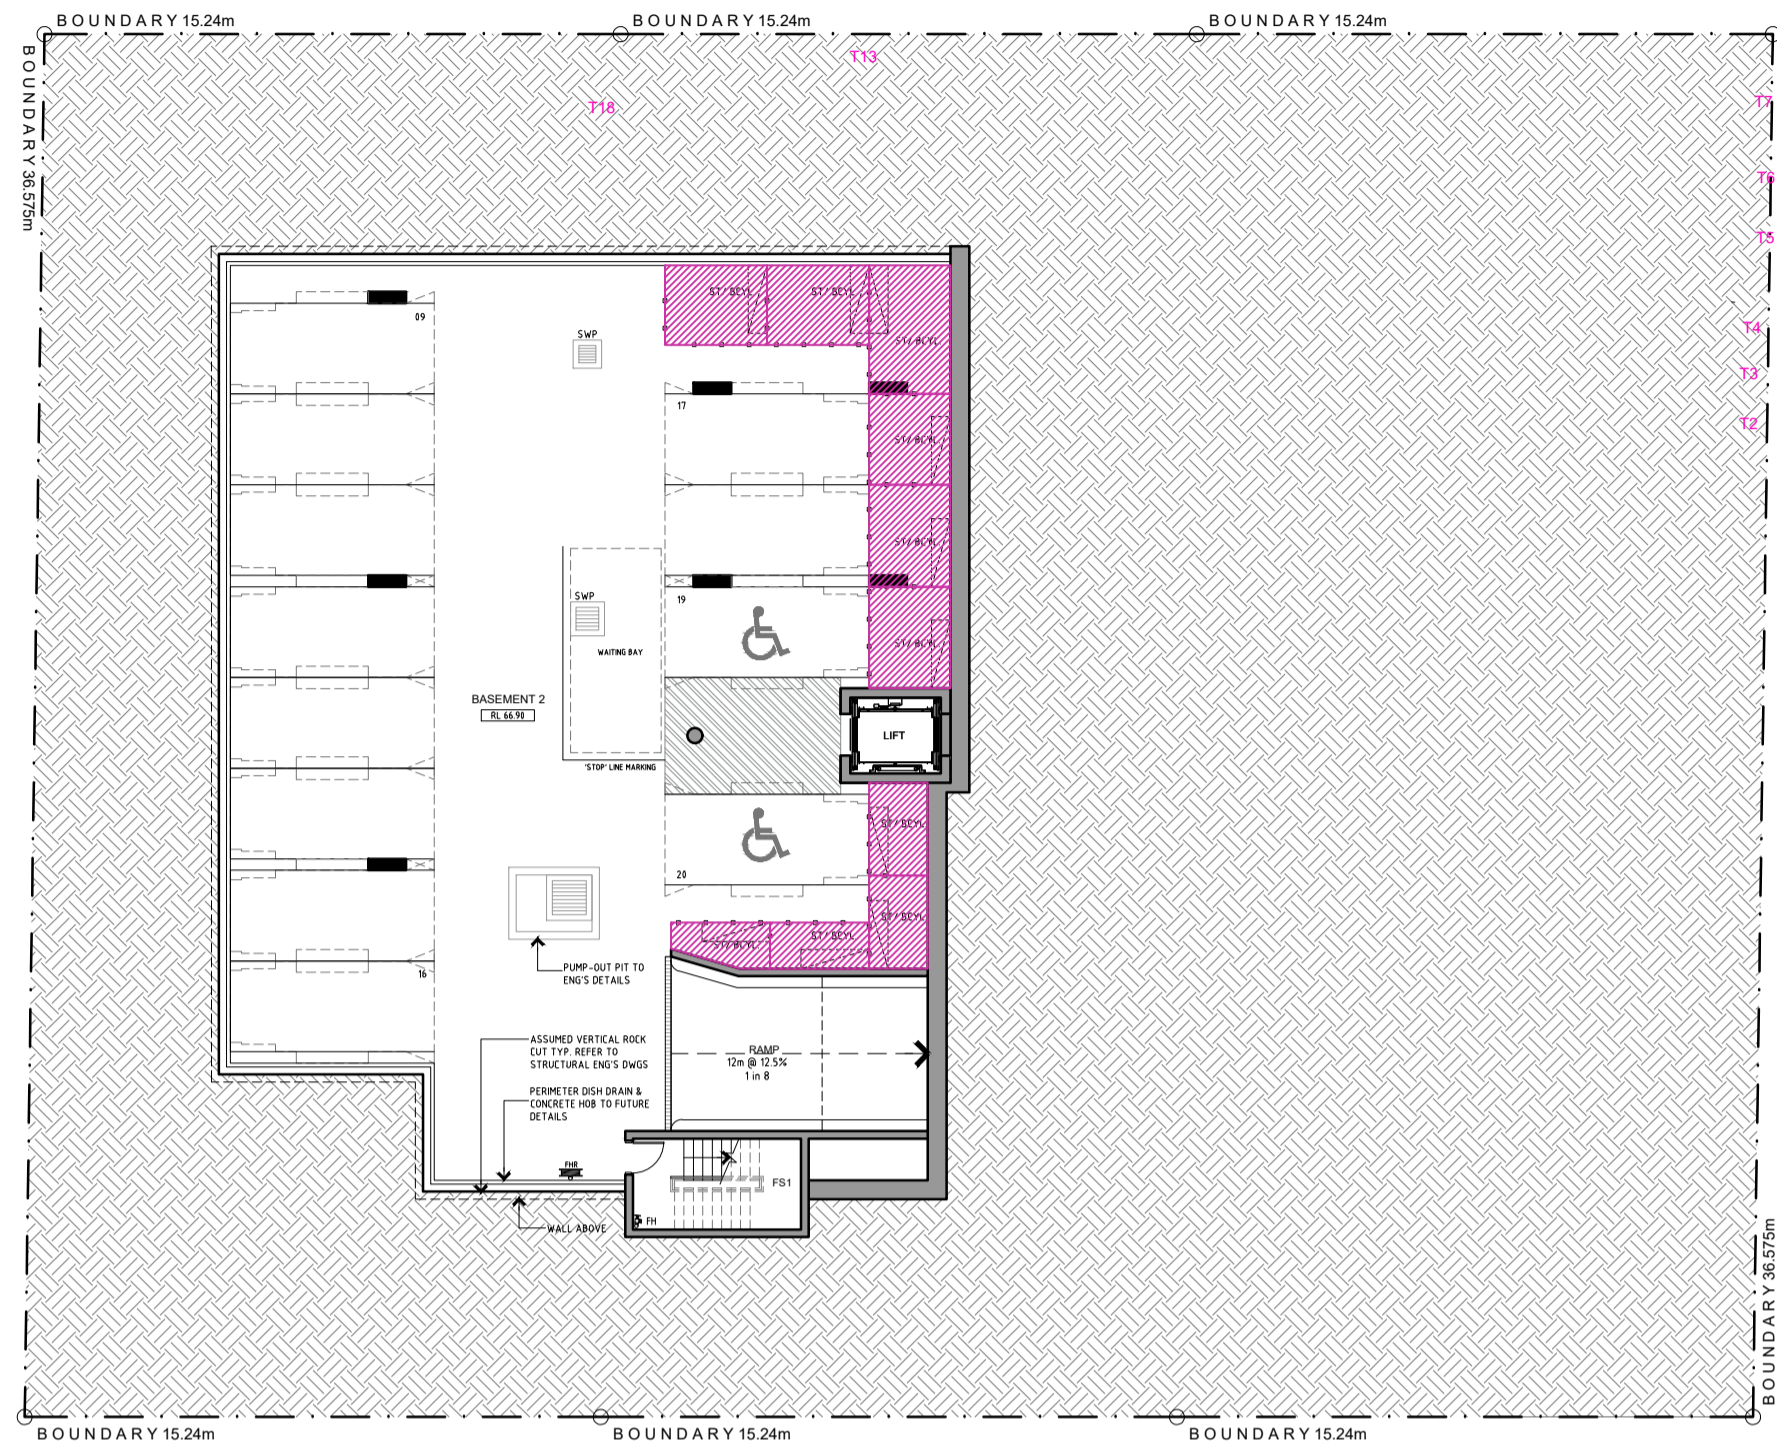 BOUNDARY 15.24m
BOUNDARY 15.24m
BOUNDARY 15.24m
BOUNDARY 36.575m
T13
T18
T7
T6
T5
T4
T3
T2
ST/BCYL
ST/BCYL
ST/BCYL
09
SWP
17
ST/BCYL
ST/BCYL
19
SWP
WAITING BAY
ST/BCYL
BASEMENT 2
RL 66.90
LIFT
'STOP' LINE MARKING
ST/BCYL
20
ST/BCYL
ST/BCYL
ST/BCYL
16
PUMP-OUT PIT TO
ENG'S DETAILS
ASSUMED VERTICAL ROCK
CUT TYP. REFER TO
STRUCTURAL ENG'S DWGS
RAMP
12m @ 12.5%
1 in 8
PERIMETER DISH DRAIN &
CONCRETE HOB TO FUTURE
DETAILS
FHR
FS1
FH
WALL ABOVE
BOUNDARY 36.575m
BOUNDARY 15.24m
BOUNDARY 15.24m
BOUNDARY 15.24m